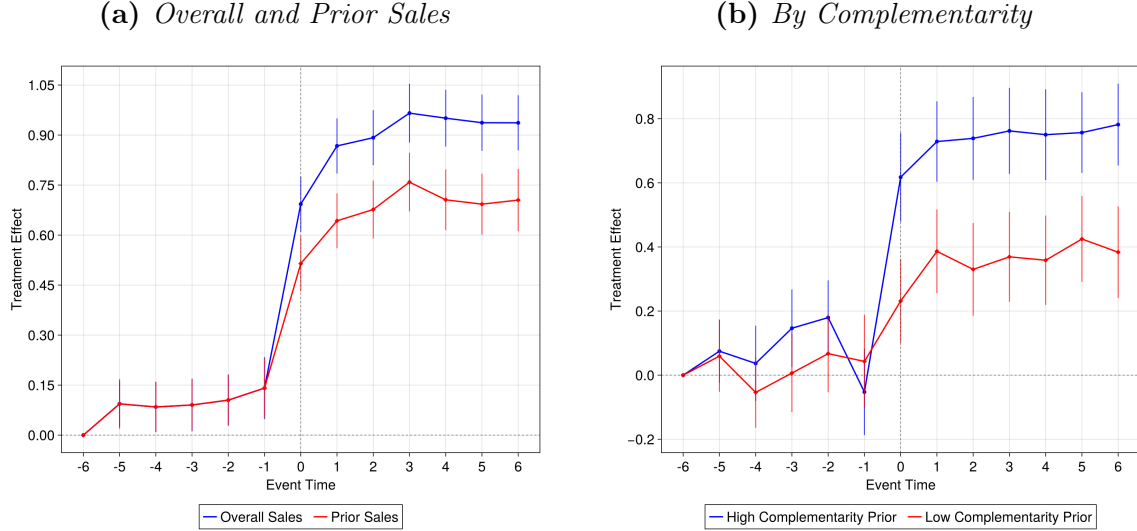 (a) Overall and Prior Sales
Treatment Effect
1.05
0.90
0.75
0.60
0.45
0.30
0.15
0.00
-6 -5 -4 -3 -2 -1 0 1 2 3 4 5 6
Event Time
Overall Sales Prior Sales
(b) By Complementarity
Treatment Effect
0.8
0.6
0.4
0.2
0.0
−0.2
-6 -5 -4 -3 -2 -1 0 1 2 3 4 5 6
Event Time
High Complementarity Prior Low Complementarity Prior